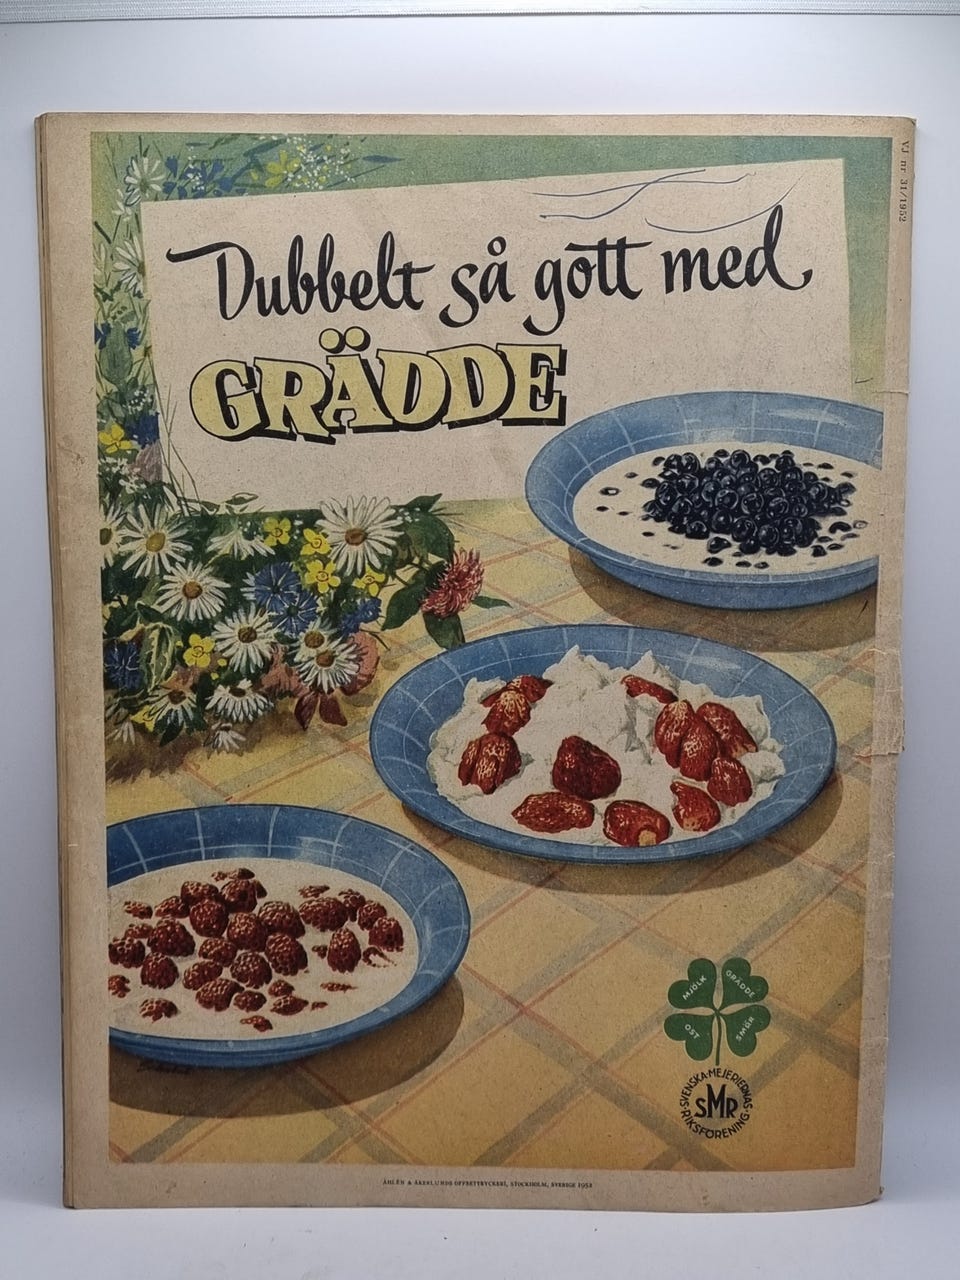 VJ nr 31/1952
Dubbelt så gott med
GRÄDDE
MJÖLK
GRÄDDE
OST
SMÖR
SVENSKA·MEJERIERNAS·
SMR
RIKSFÖRENING·
ÅHLÉN & ÅKERLUNDS OFFSETTRYCKERI, STOCKHOLM, SVERIGE 1952